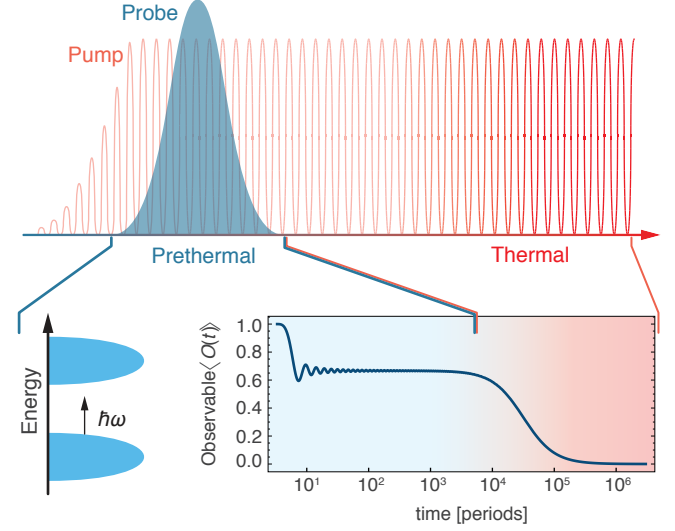 Probe
Pump
Prethermal
Thermal
Energy
ħω
Observable⟨O(t)⟩
1.0
0.8
0.6
0.4
0.2
0.0
10¹
10²
10³
10⁴
10⁵
10⁶
time [periods]